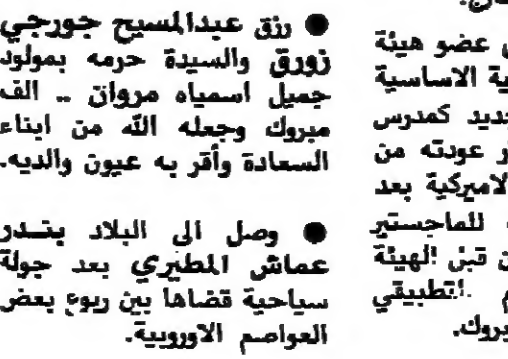 ● رزق عبدالمسيح جورجي
زورق والسيدة حرمه بمولود
جميل اسمياه مروان .. الف
مبروك وجعله الله من ابناء
السعادة وأقر به عيون والديه.
● وصل الى البلاد بندر
عماش المطيري بعد جولة
سياحية قضاها بين ربوع بعض
العواصم الاوروبية.
عضو هيئة
ية الاساسية
جديد كمدرس
عودته من
لاميركية بعد
للماجستير
ن قبل الهيئة
م التطبيقي
بروك.